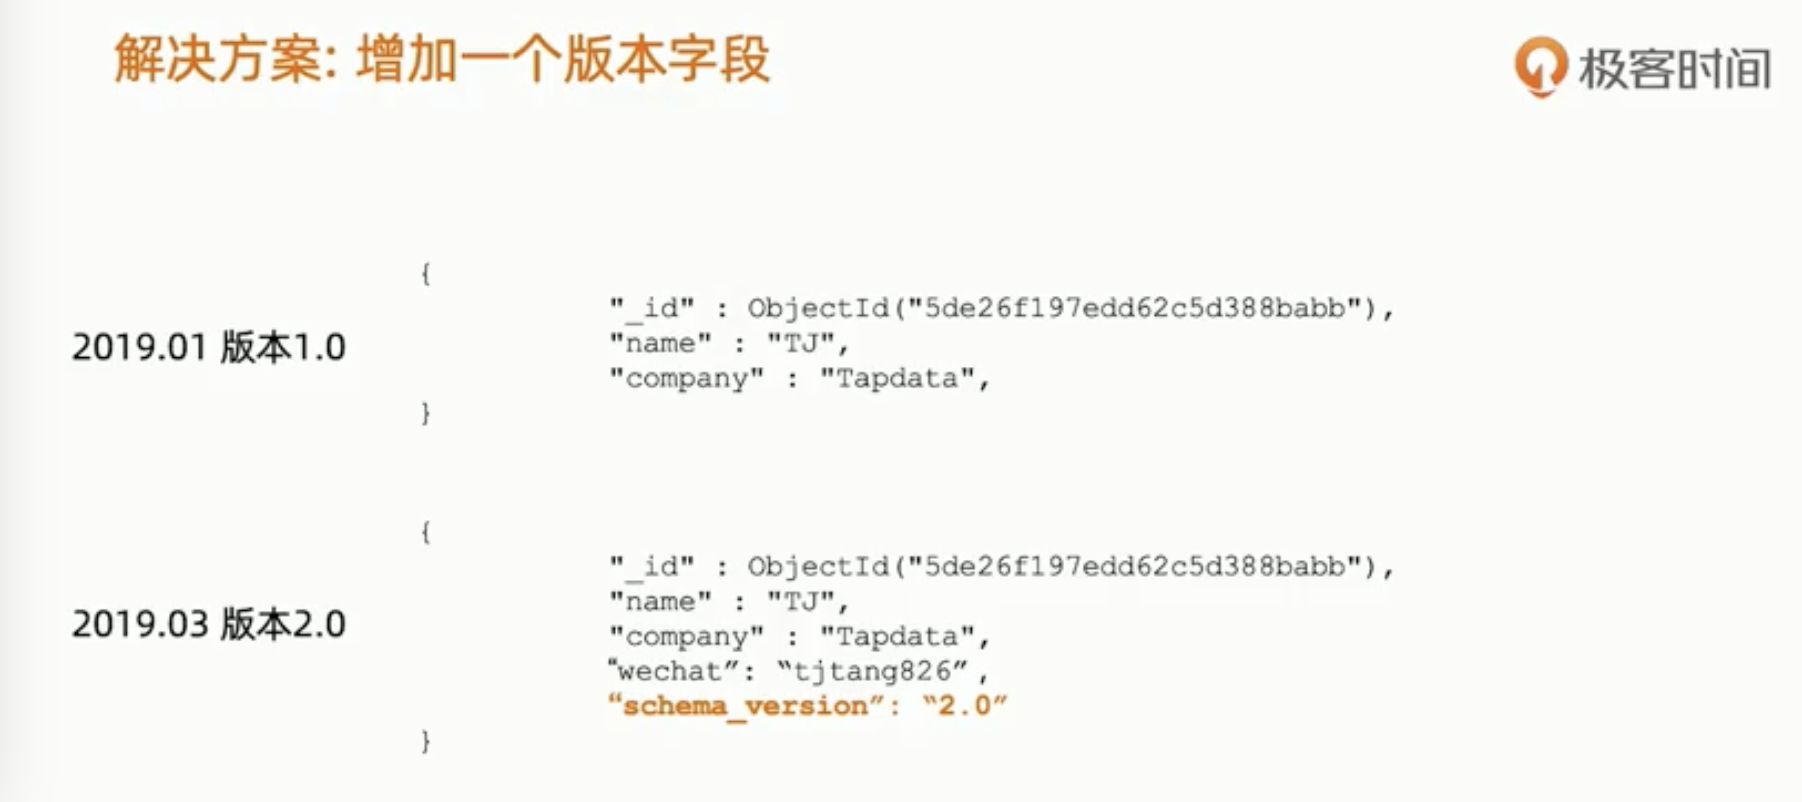 解决方案: 增加一个版本字段
极客时间
{
"_id" : ObjectId("5de26f197edd62c5d388babb"),
2019.01 版本1.0
"name" : "TJ",
"company" : "Tapdata",
}
{
"_id" : ObjectId("5de26f197edd62c5d388babb"),
"name" : "TJ",
2019.03 版本2.0
"company" : "Tapdata",
“wechat”: “tjtang826”,
“schema_version”: “2.0”
}